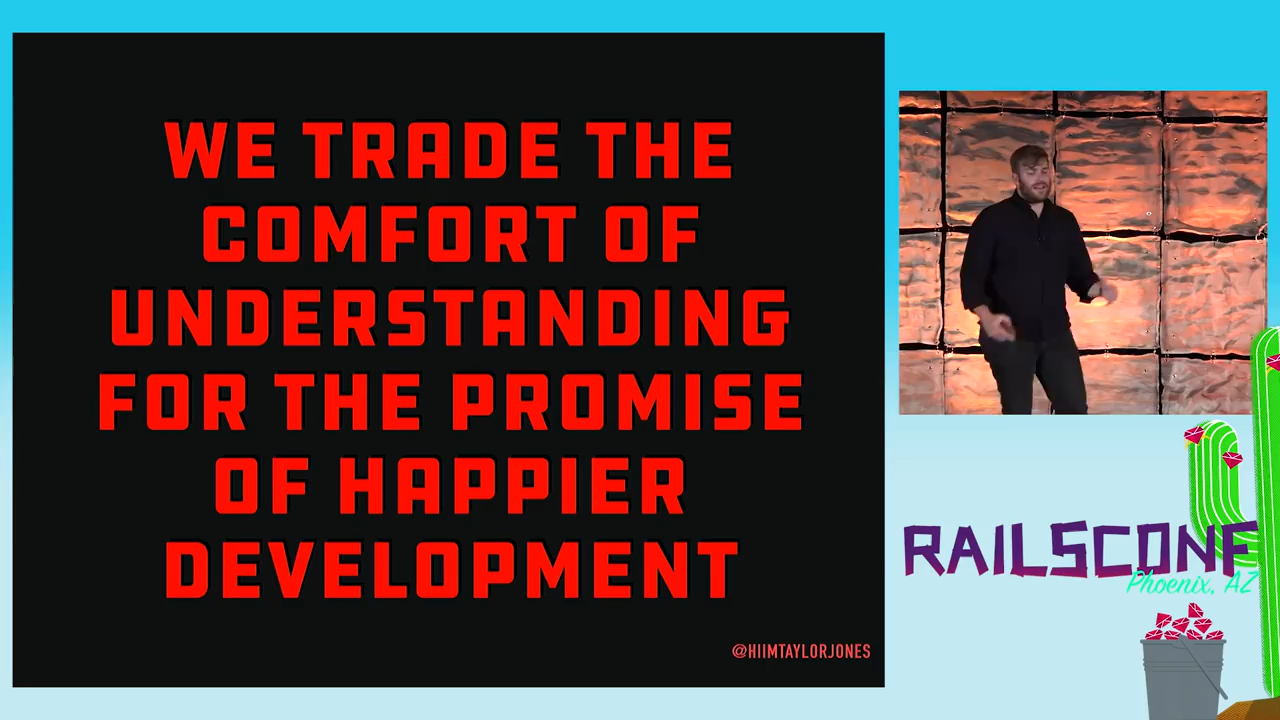 WE TRADE THE
COMFORT OF
UNDERSTANDING
FOR THE PROMISE
OF HAPPIER
DEVELOPMENT
@HIIMTAYLORJONES
RAILSCONF
Phoenix, AZ